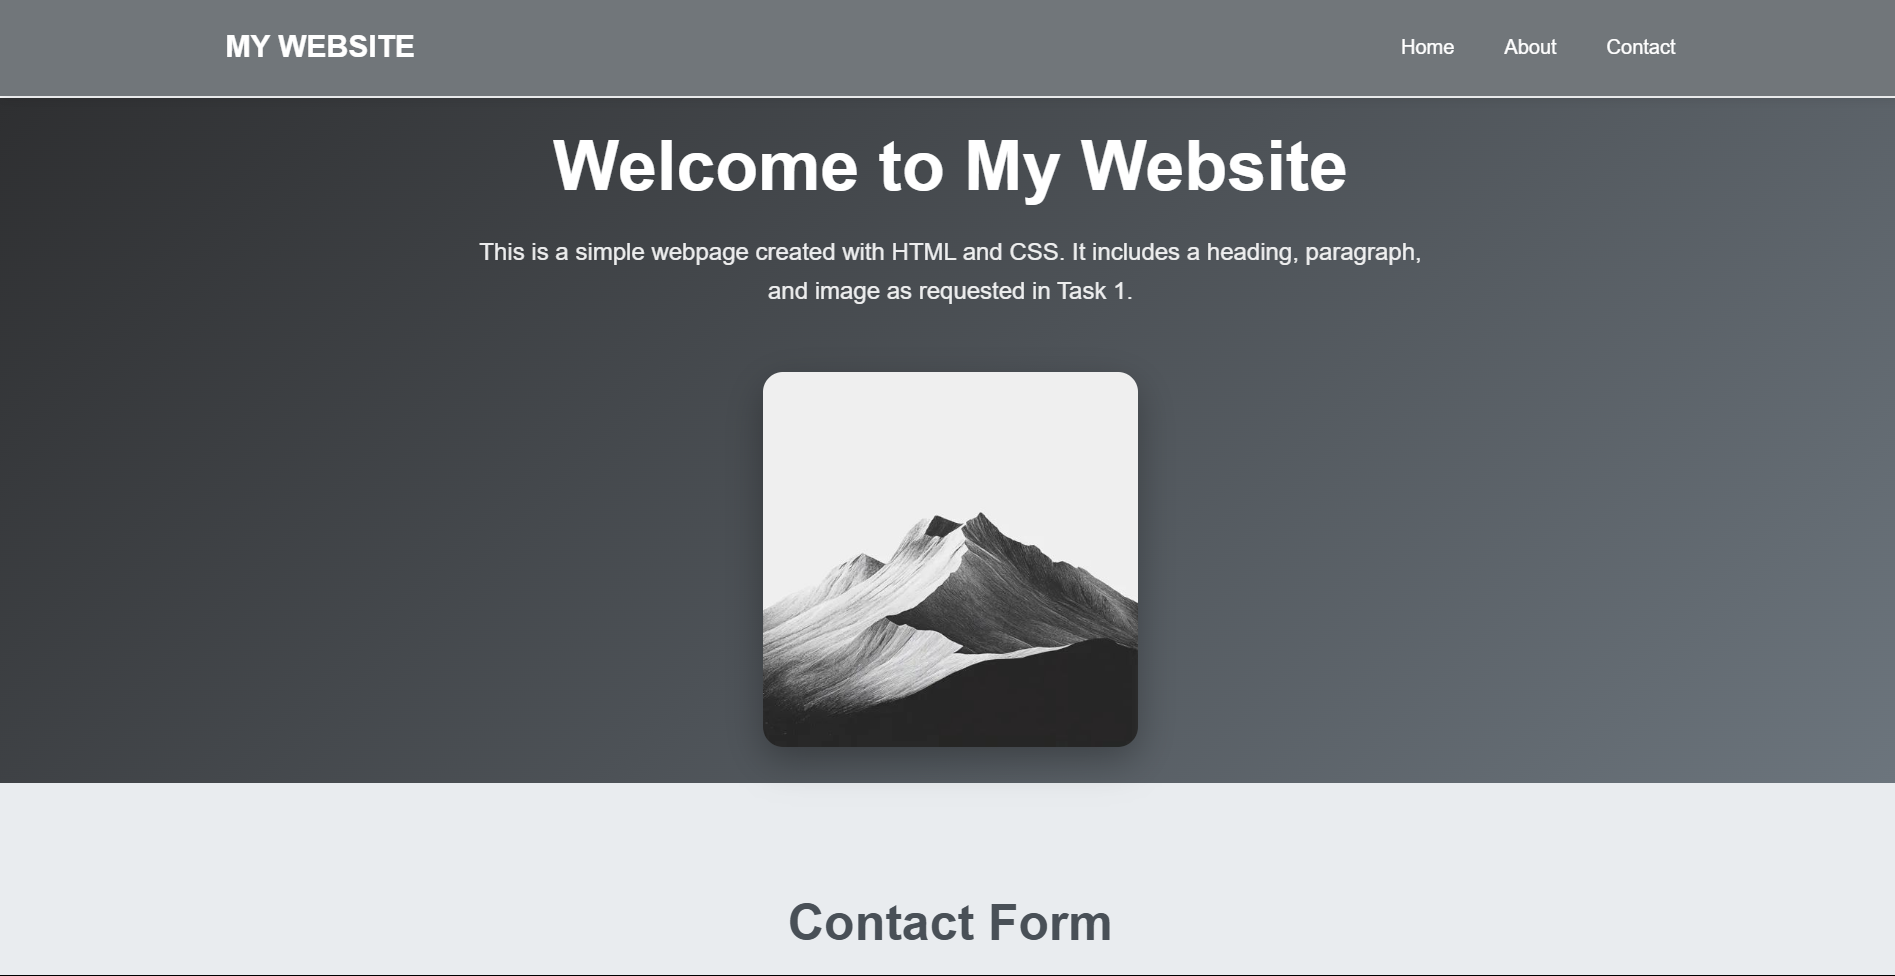 MY WEBSITE
Home
About
Contact
Welcome to My Website
This is a simple webpage created with HTML and CSS. It includes a heading, paragraph,
and image as requested in Task 1.
Contact Form